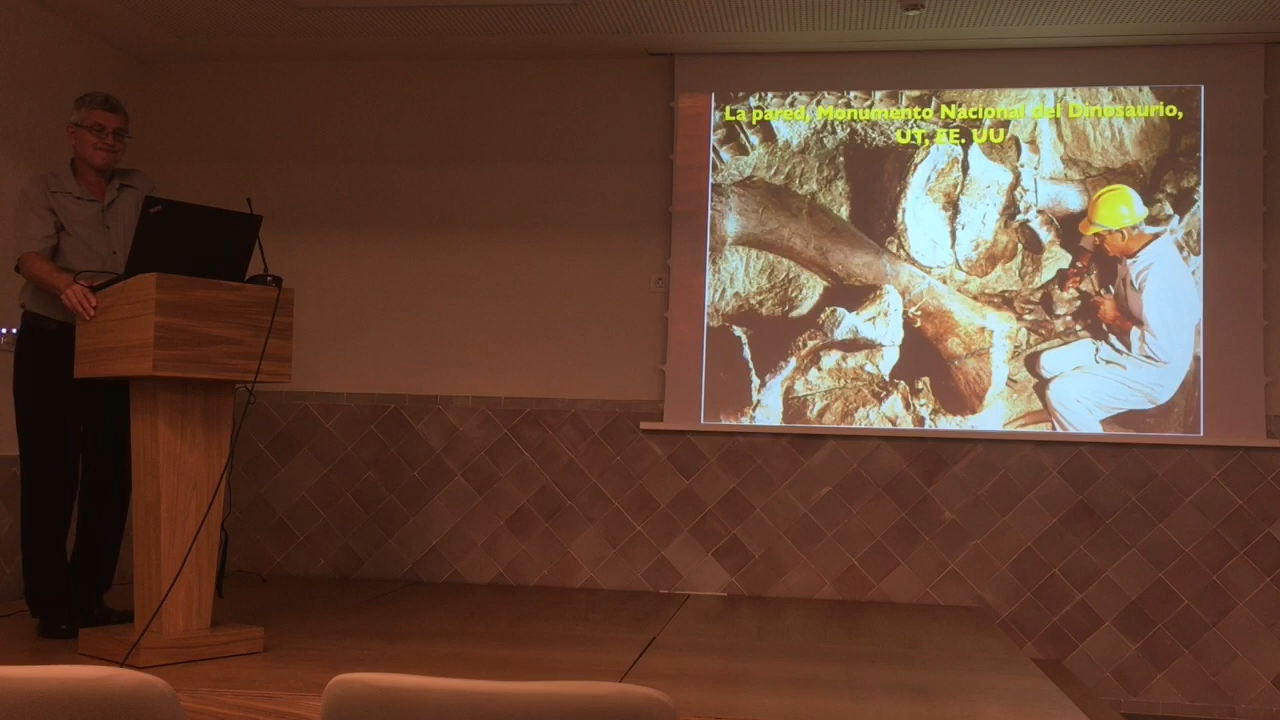 La pared, Monumento Nacional del Dinosaurio,
UT, EE. UU